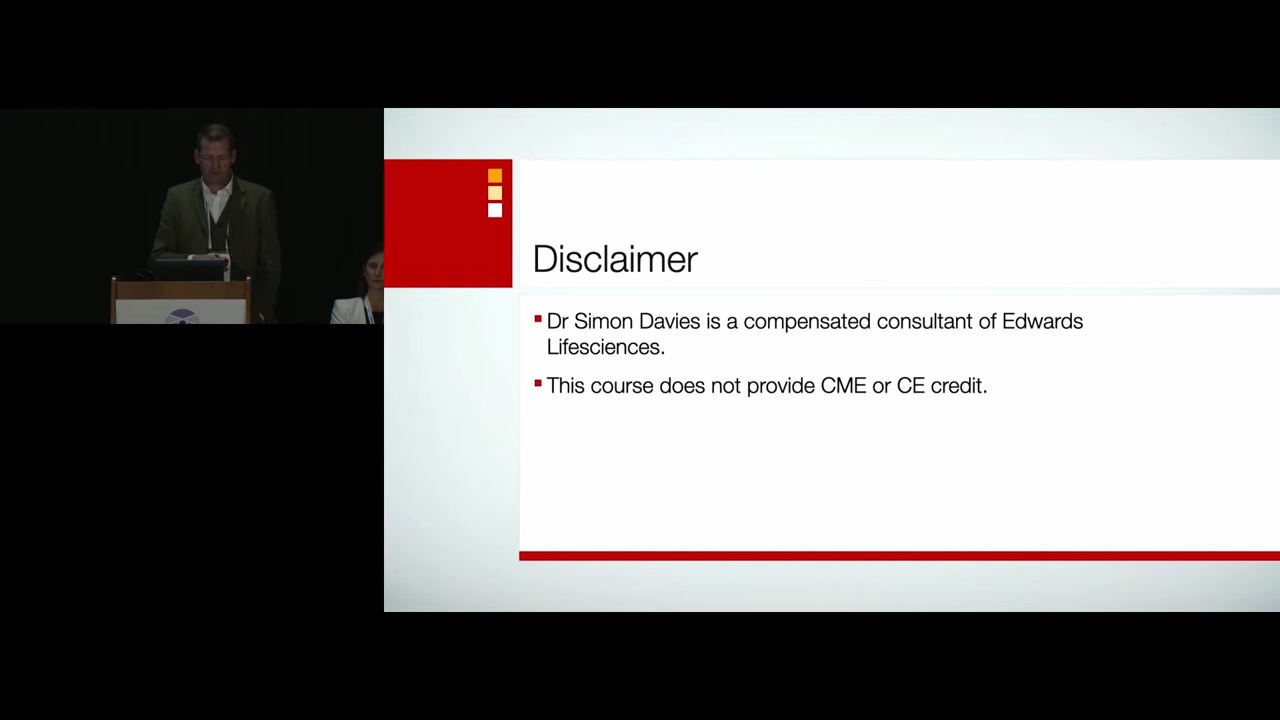 Disclaimer
Dr Simon Davies is a compensated consultant of Edwards
Lifesciences.
This course does not provide CME or CE credit.